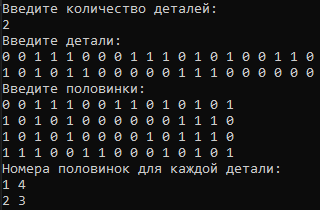 Введите количество деталей:
2
Введите детали:
0 0 1 1 1 0 0 0 1 1 1 0 1 0 1 0 0 1 1 0
1 0 1 0 1 1 0 0 0 0 0 1 1 1 0 0 0 0 0 0
Введите половинки:
0 0 1 1 1 0 0 1 1 0 1 0 1 0 1
1 0 1 0 1 0 0 0 0 0 0 1 1 1 0
1 0 1 0 1 0 0 0 0 1 0 1 1 1 0
1 1 1 0 0 1 1 0 0 0 1 0 1 0 1
Номера половинок для каждой детали:
1 4
2 3